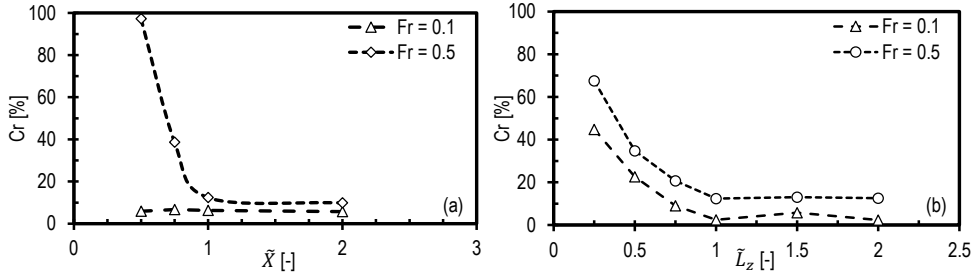 100
80
60
40
20
0
Cr [%]
Fr = 0.1
Fr = 0.5
(a)
0 1 2 3
X̃ [-]
100
80
60
40
20
0
Cr [%]
Fr = 0.1
Fr = 0.5
(b)
0 0.5 1 1.5 2 2.5
L̃z [-]